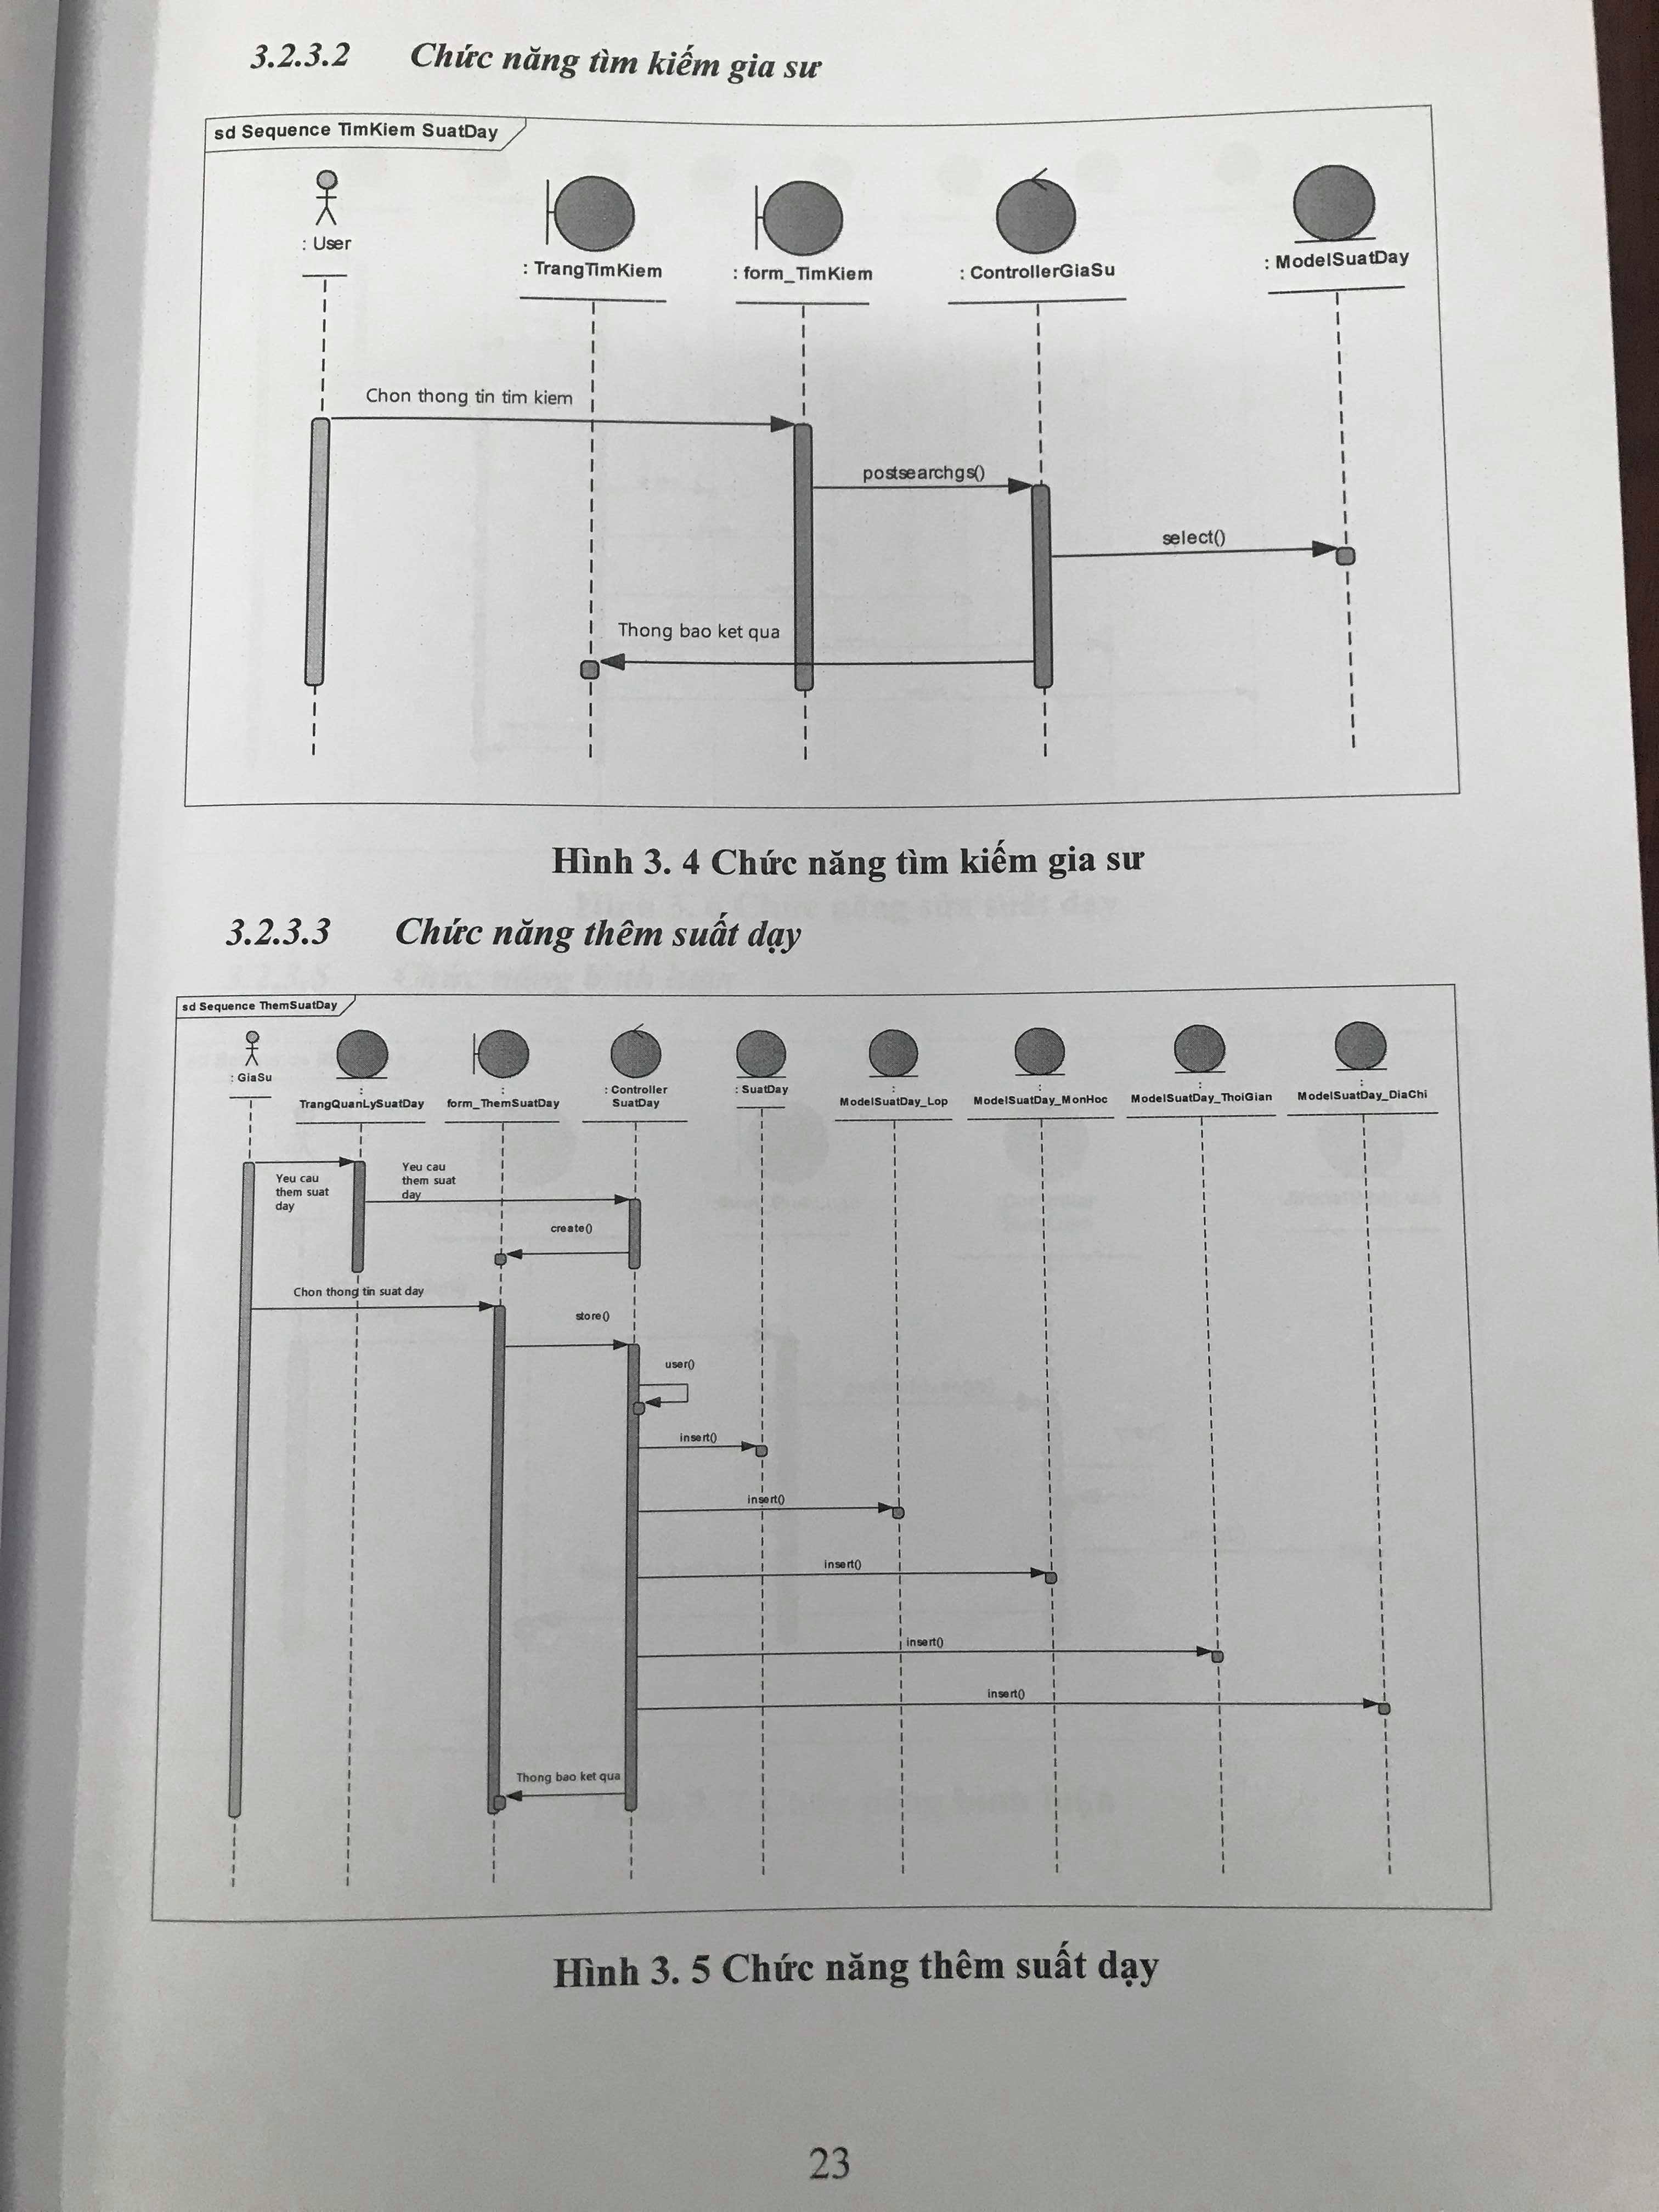 3.2.3.2 Chức năng tìm kiếm gia sư
sd Sequence TimKiem SuatDay
: User
: TrangTimKiem
: form_TimKiem
: ControllerGiaSu
: ModelSuatDay
Chon thong tin tim kiem
postsearchgs()
select()
Thong bao ket qua
Hình 3. 4 Chức năng tìm kiếm gia sư
3.2.3.3 Chức năng thêm suất dạy
sd Sequence ThemSuatDay
: GiaSu
:
TrangQuanLySuatDay
:
form_ThemSuatDay
: Controller
SuatDay
: SuatDay
:
ModelSuatDay_Lop
:
ModelSuatDay_MonHoc
:
ModelSuatDay_ThoiGian
:
ModelSuatDay_DiaChi
Yeu cau
them suat
day
Yeu cau
them suat
day
create()
Chon thong tin suat day
store()
user()
insert()
insert()
insert()
insert()
insert()
Thong bao ket qua
Hình 3. 5 Chức năng thêm suất dạy
23